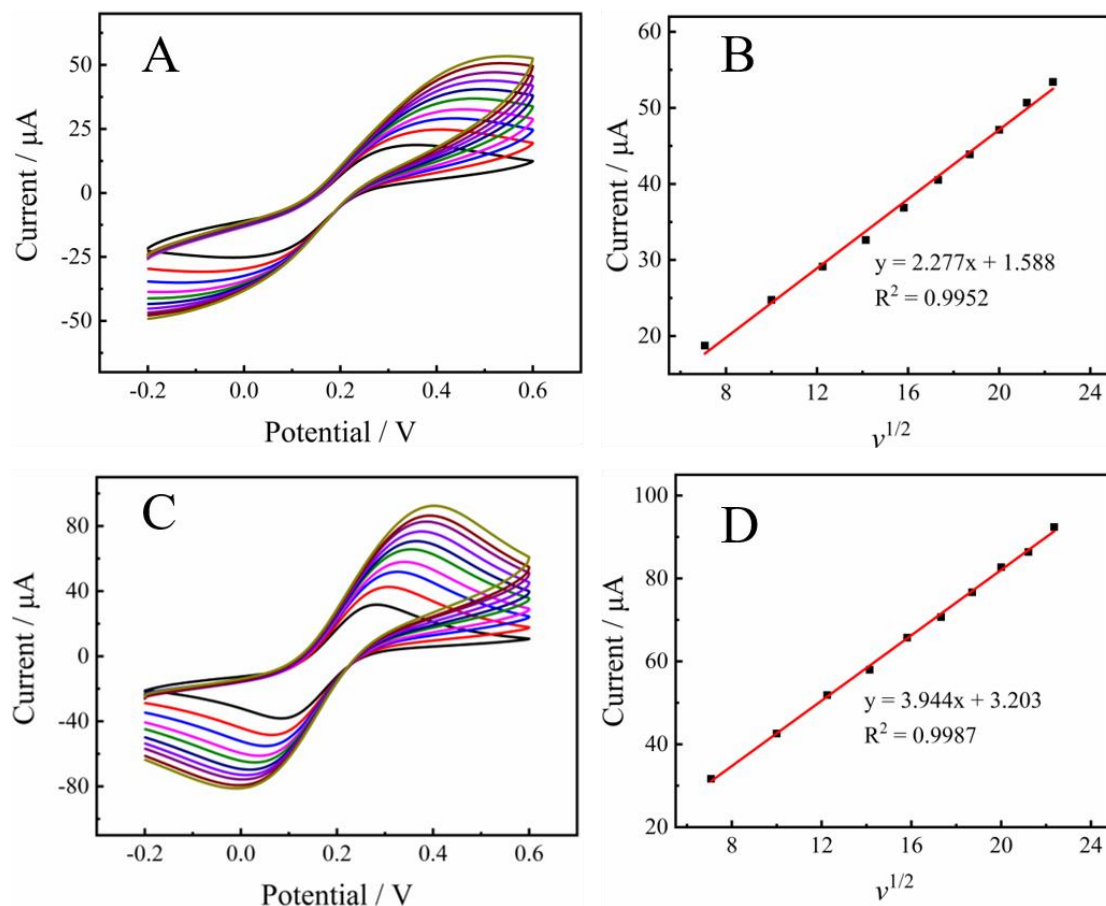 A
50
25
0
-25
-50
Current / μA
-0.2
0.0
0.2
0.4
0.6
Potential / V
B
60
50
40
30
20
Current / μA
y = 2.277x + 1.588
R² = 0.9952
8
12
16
20
24
v^1/2
C
80
40
0
-40
-80
Current / μA
-0.2
0.0
0.2
0.4
0.6
Potential / V
D
100
80
60
40
20
Current / μA
y = 3.944x + 3.203
R² = 0.9987
8
12
16
20
24
v^1/2